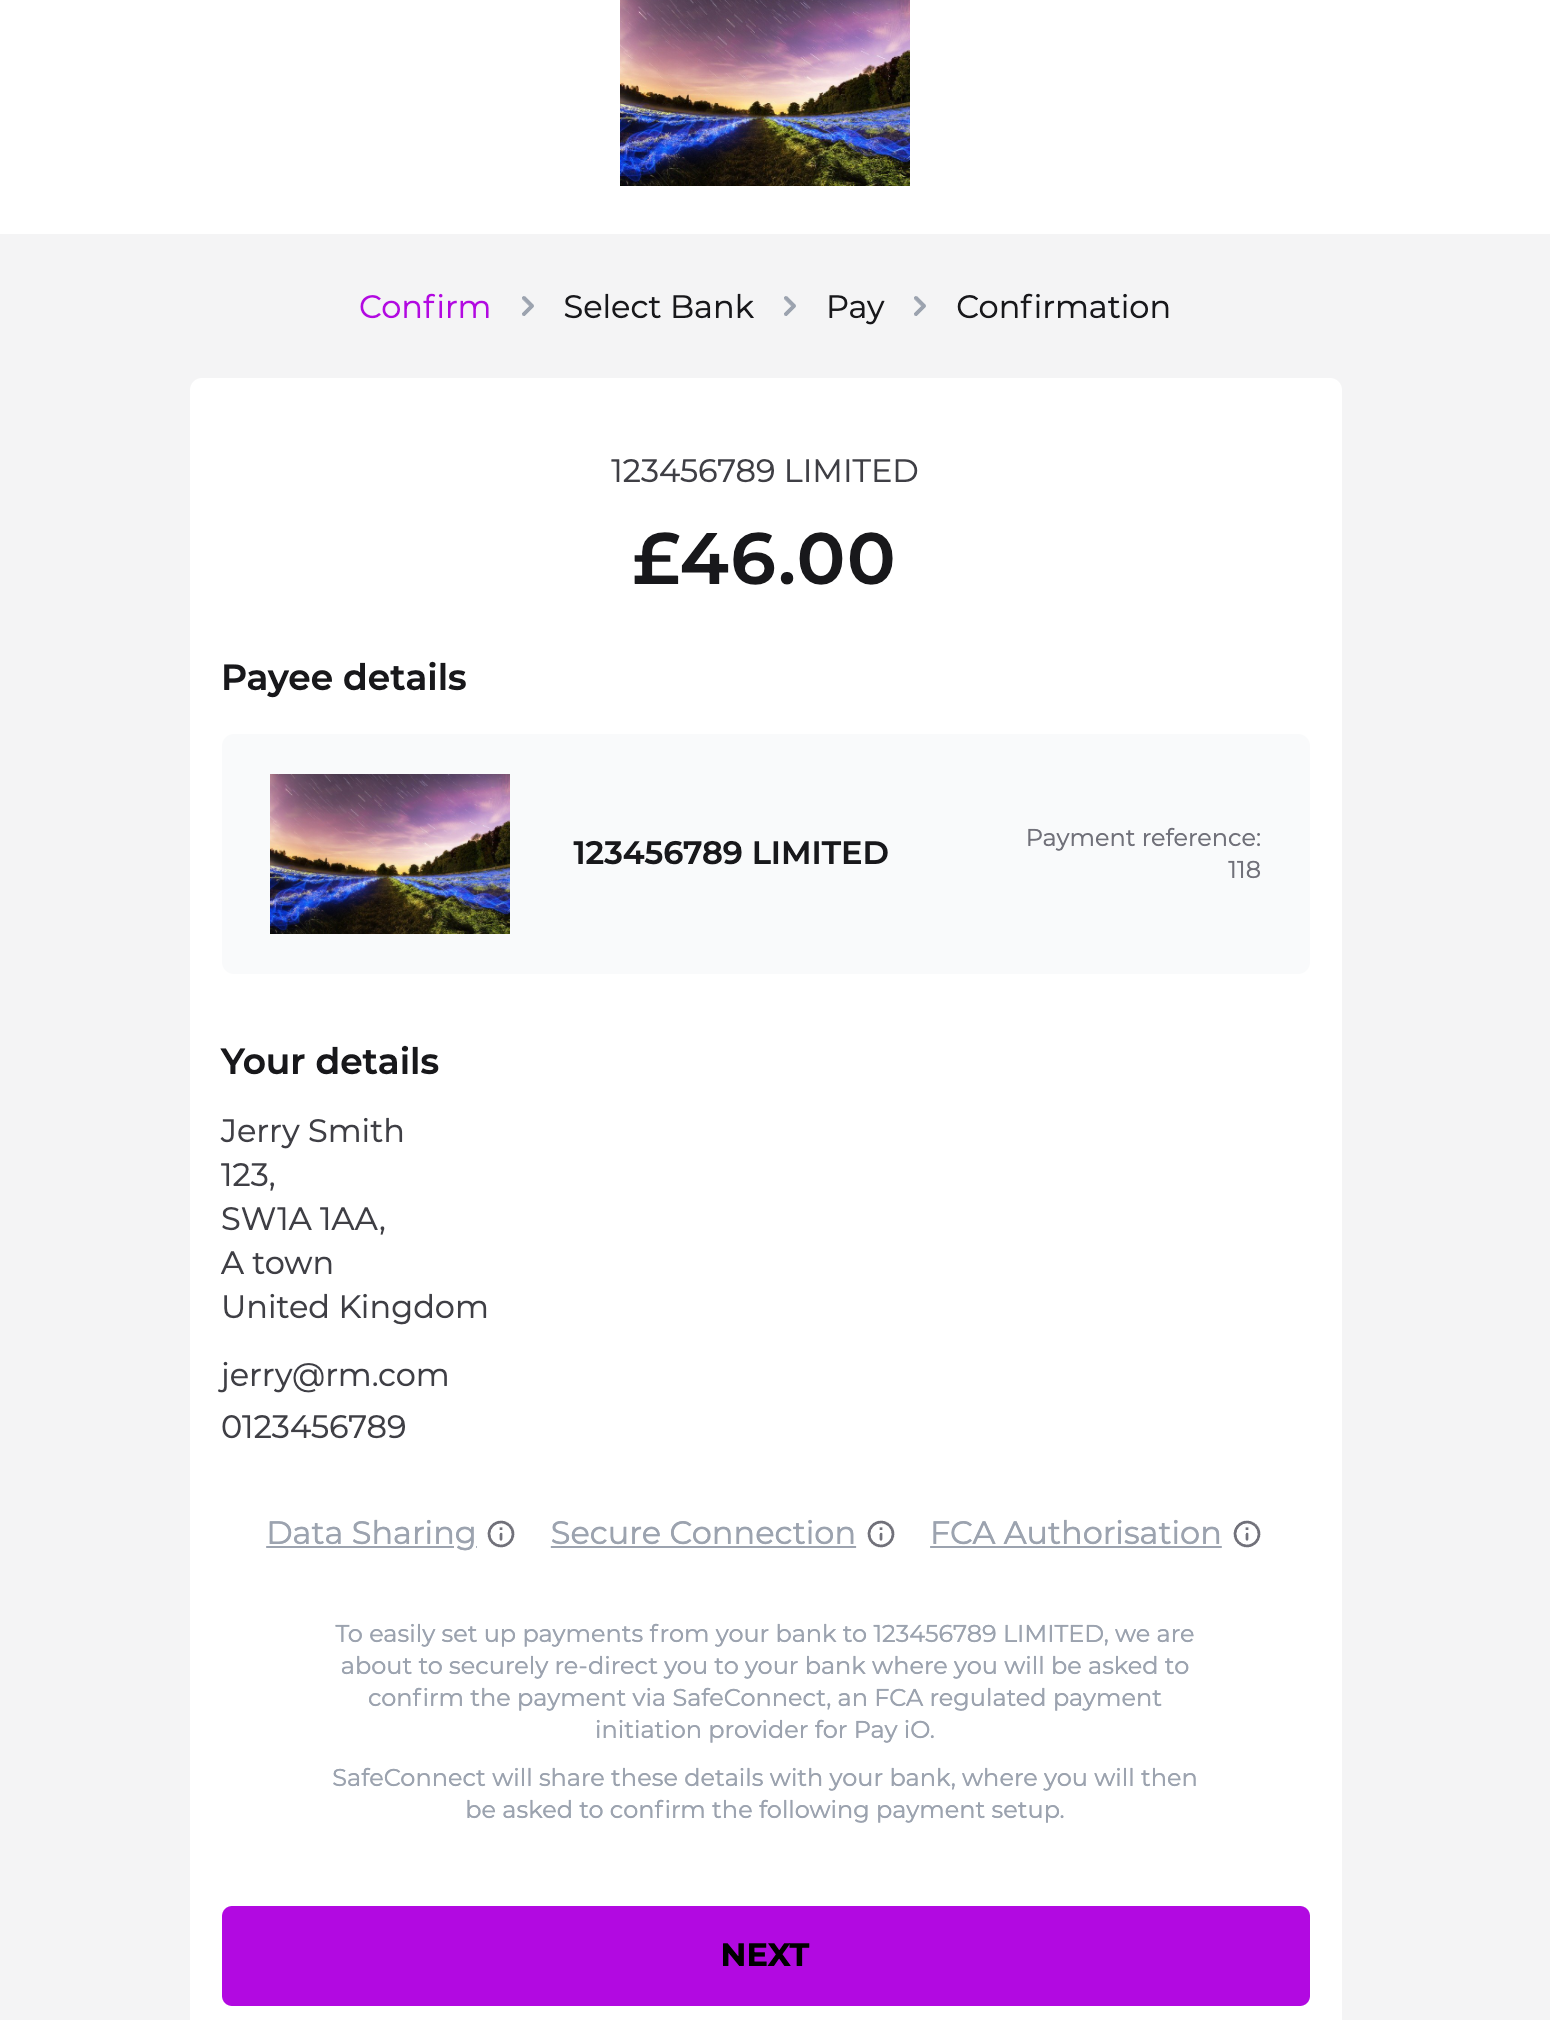 Confirm > Select Bank > Pay > Confirmation
123456789 LIMITED
£46.00
Payee details
123456789 LIMITED
Payment reference:
118
Your details
Jerry Smith
123,
SW1A 1AA,
A town
United Kingdom
jerry@rm.com
0123456789
Data Sharing Secure Connection FCA Authorisation
To easily set up payments from your bank to 123456789 LIMITED, we are
about to securely re-direct you to your bank where you will be asked to
confirm the payment via SafeConnect, an FCA regulated payment
initiation provider for Pay iO.
SafeConnect will share these details with your bank, where you will then
be asked to confirm the following payment setup.
NEXT